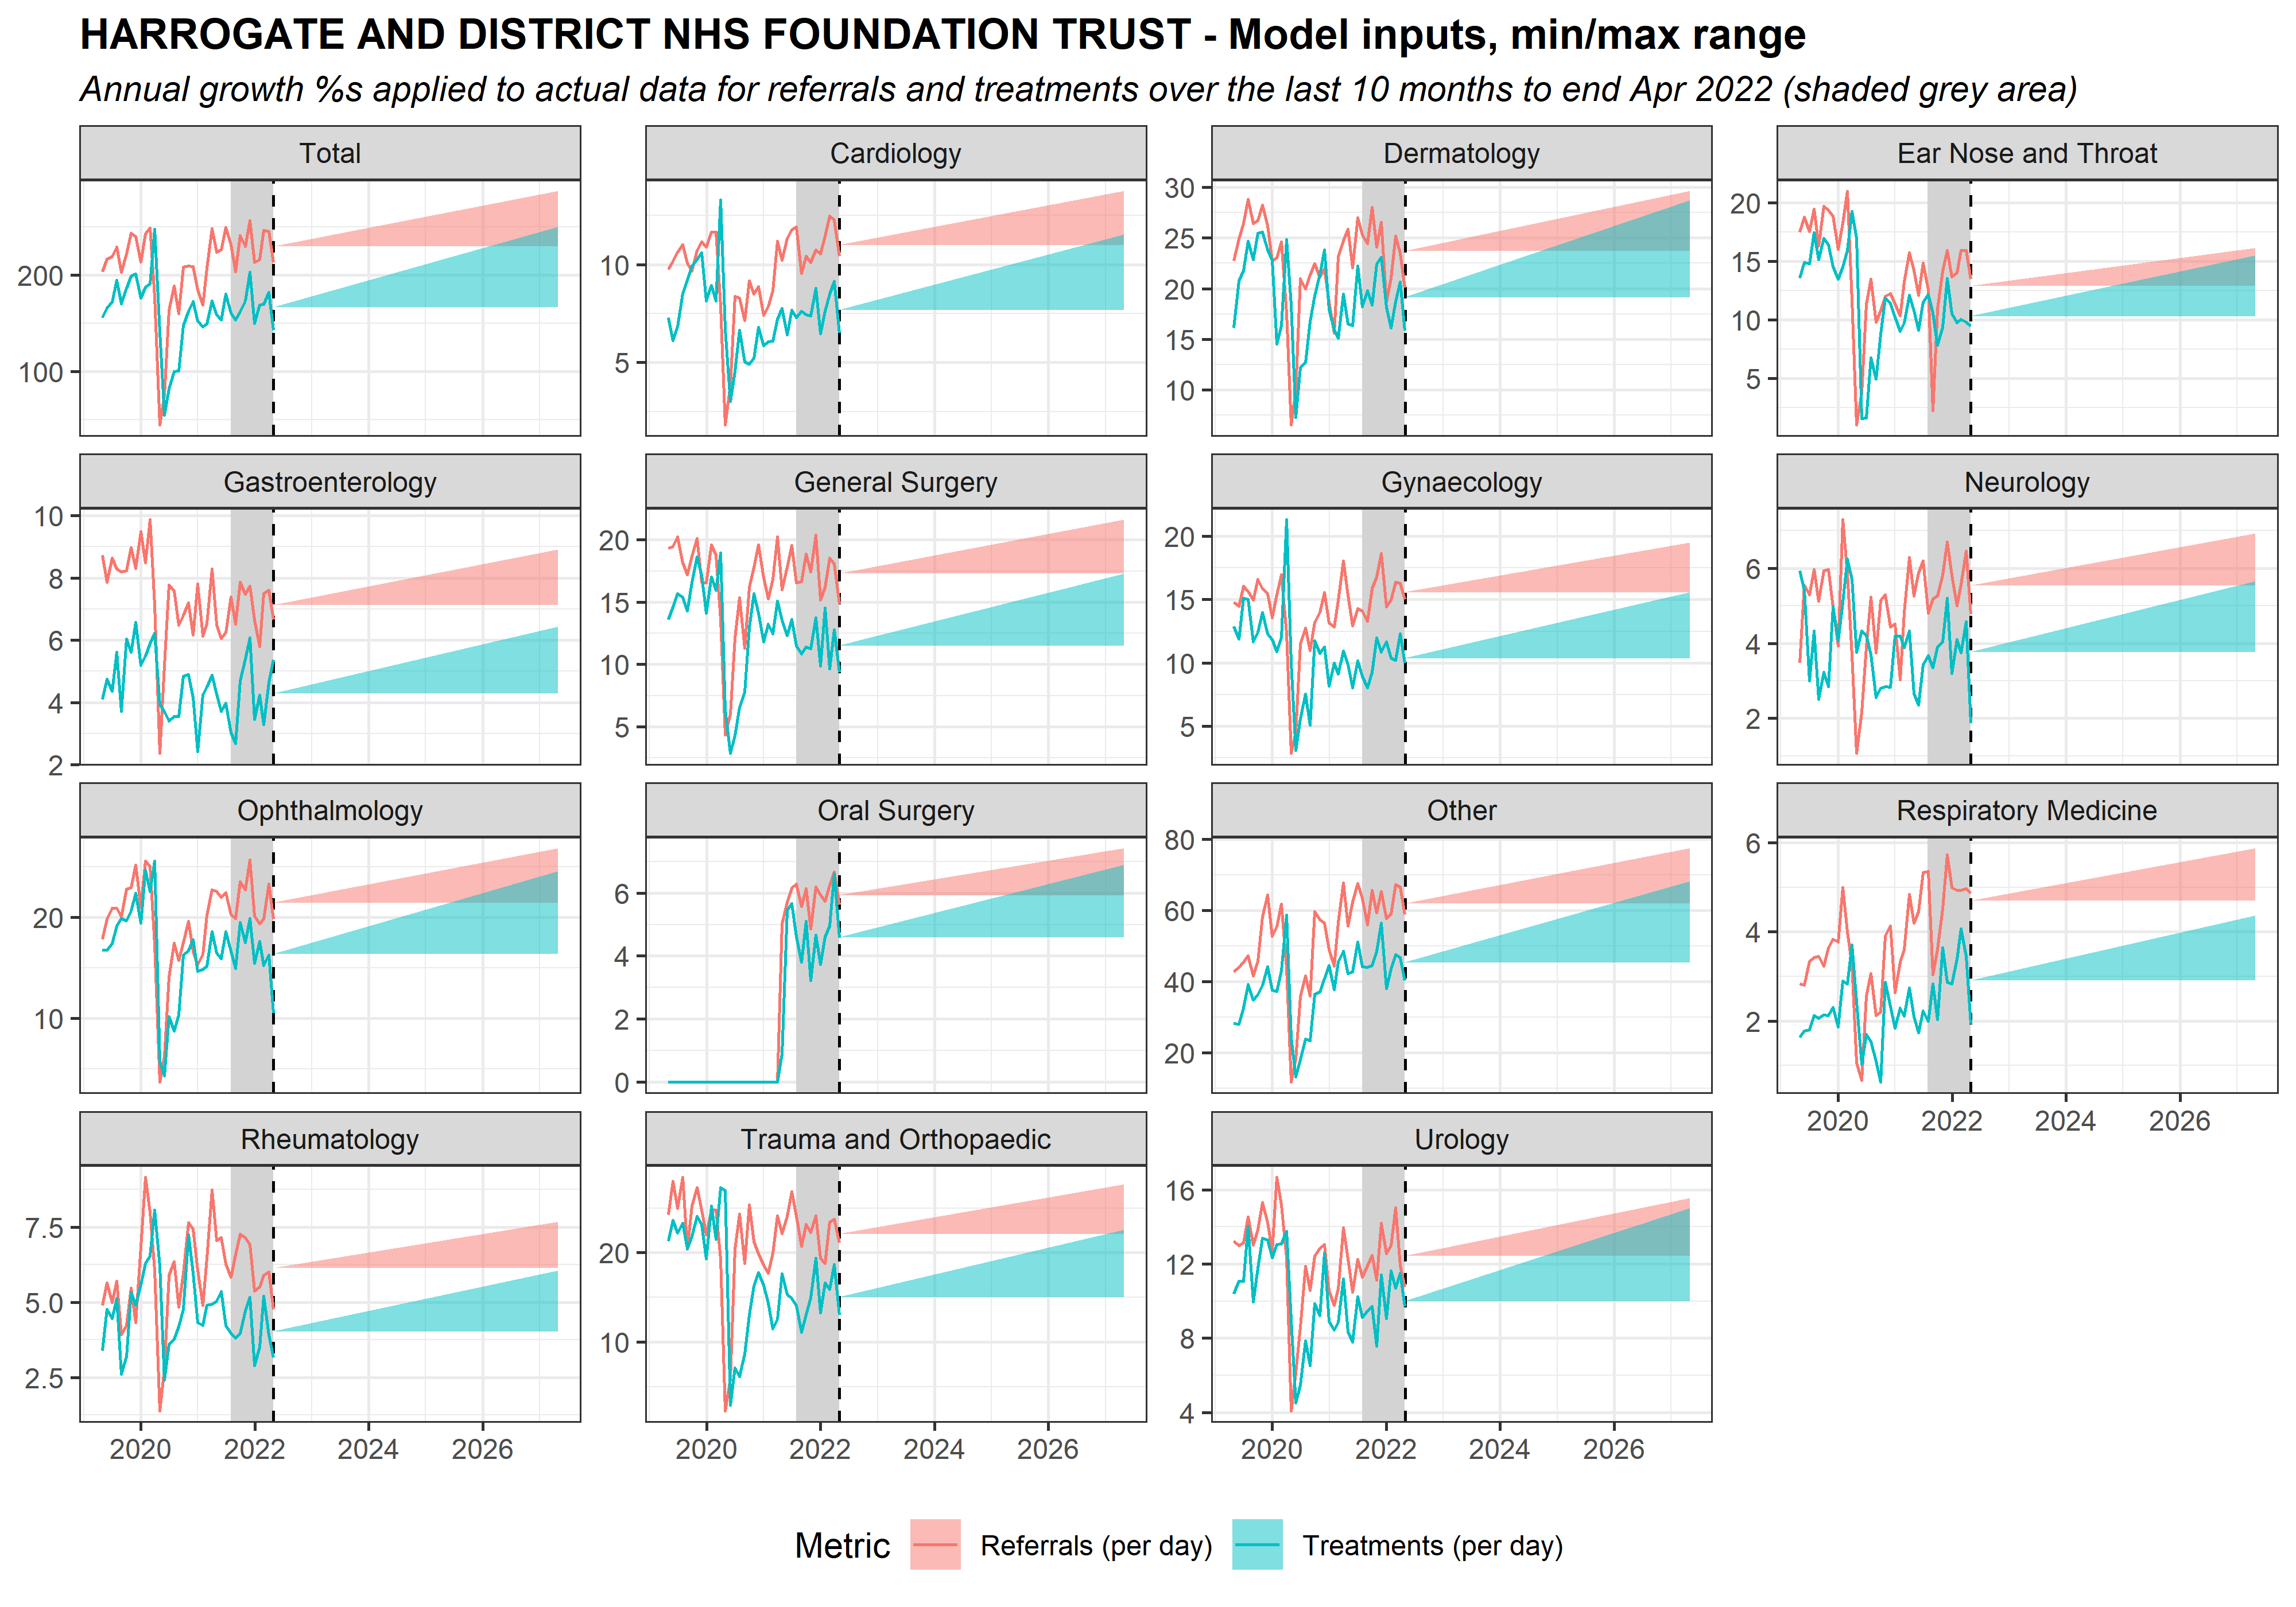 HARROGATE AND DISTRICT NHS FOUNDATION TRUST - Model inputs, min/max range
Annual growth %s applied to actual data for referrals and treatments over the last 10 months to end Apr 2022 (shaded grey area)
Total
Cardiology
Dermatology
Ear Nose and Throat
200
100
10
5
30
25
20
15
10
20
15
10
5
Gastroenterology
General Surgery
Gynaecology
Neurology
10
8
6
4
2
20
15
10
5
20
15
10
5
6
4
2
Ophthalmology
Oral Surgery
Other
Respiratory Medicine
20
10
6
4
2
0
80
60
40
20
6
4
2
2020 2022 2024 2026
Rheumatology
Trauma and Orthopaedic
Urology
7.5
5.0
2.5
20
10
16
12
8
4
2020 2022 2024 2026
2020 2022 2024 2026
2020 2022 2024 2026
Metric Referrals (per day) Treatments (per day)